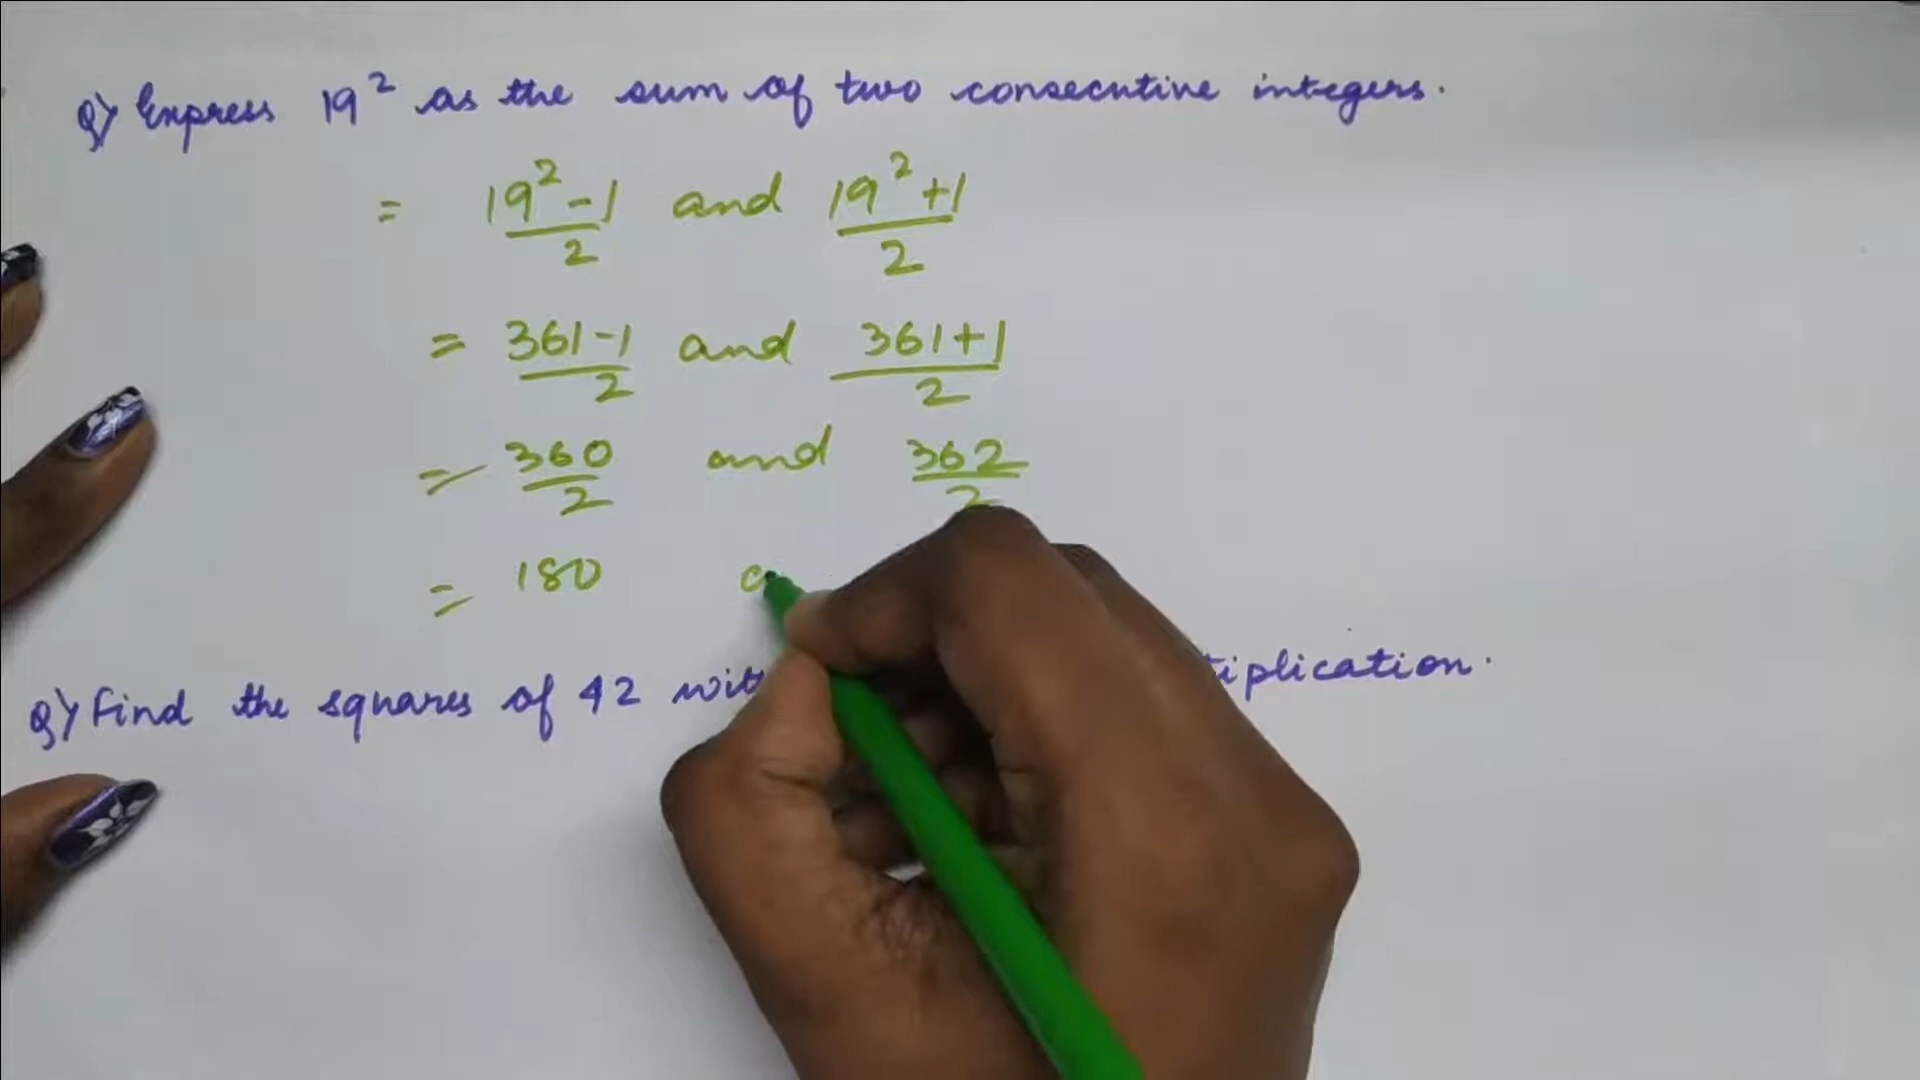 Q) Express 19² as the sum of two consecutive integers.
= 19²-1/2 and 19²+1/2
= 361-1/2 and 361+1/2
= 360/2 and 362/2
= 180
Q) Find the squares of 42 tiplication.